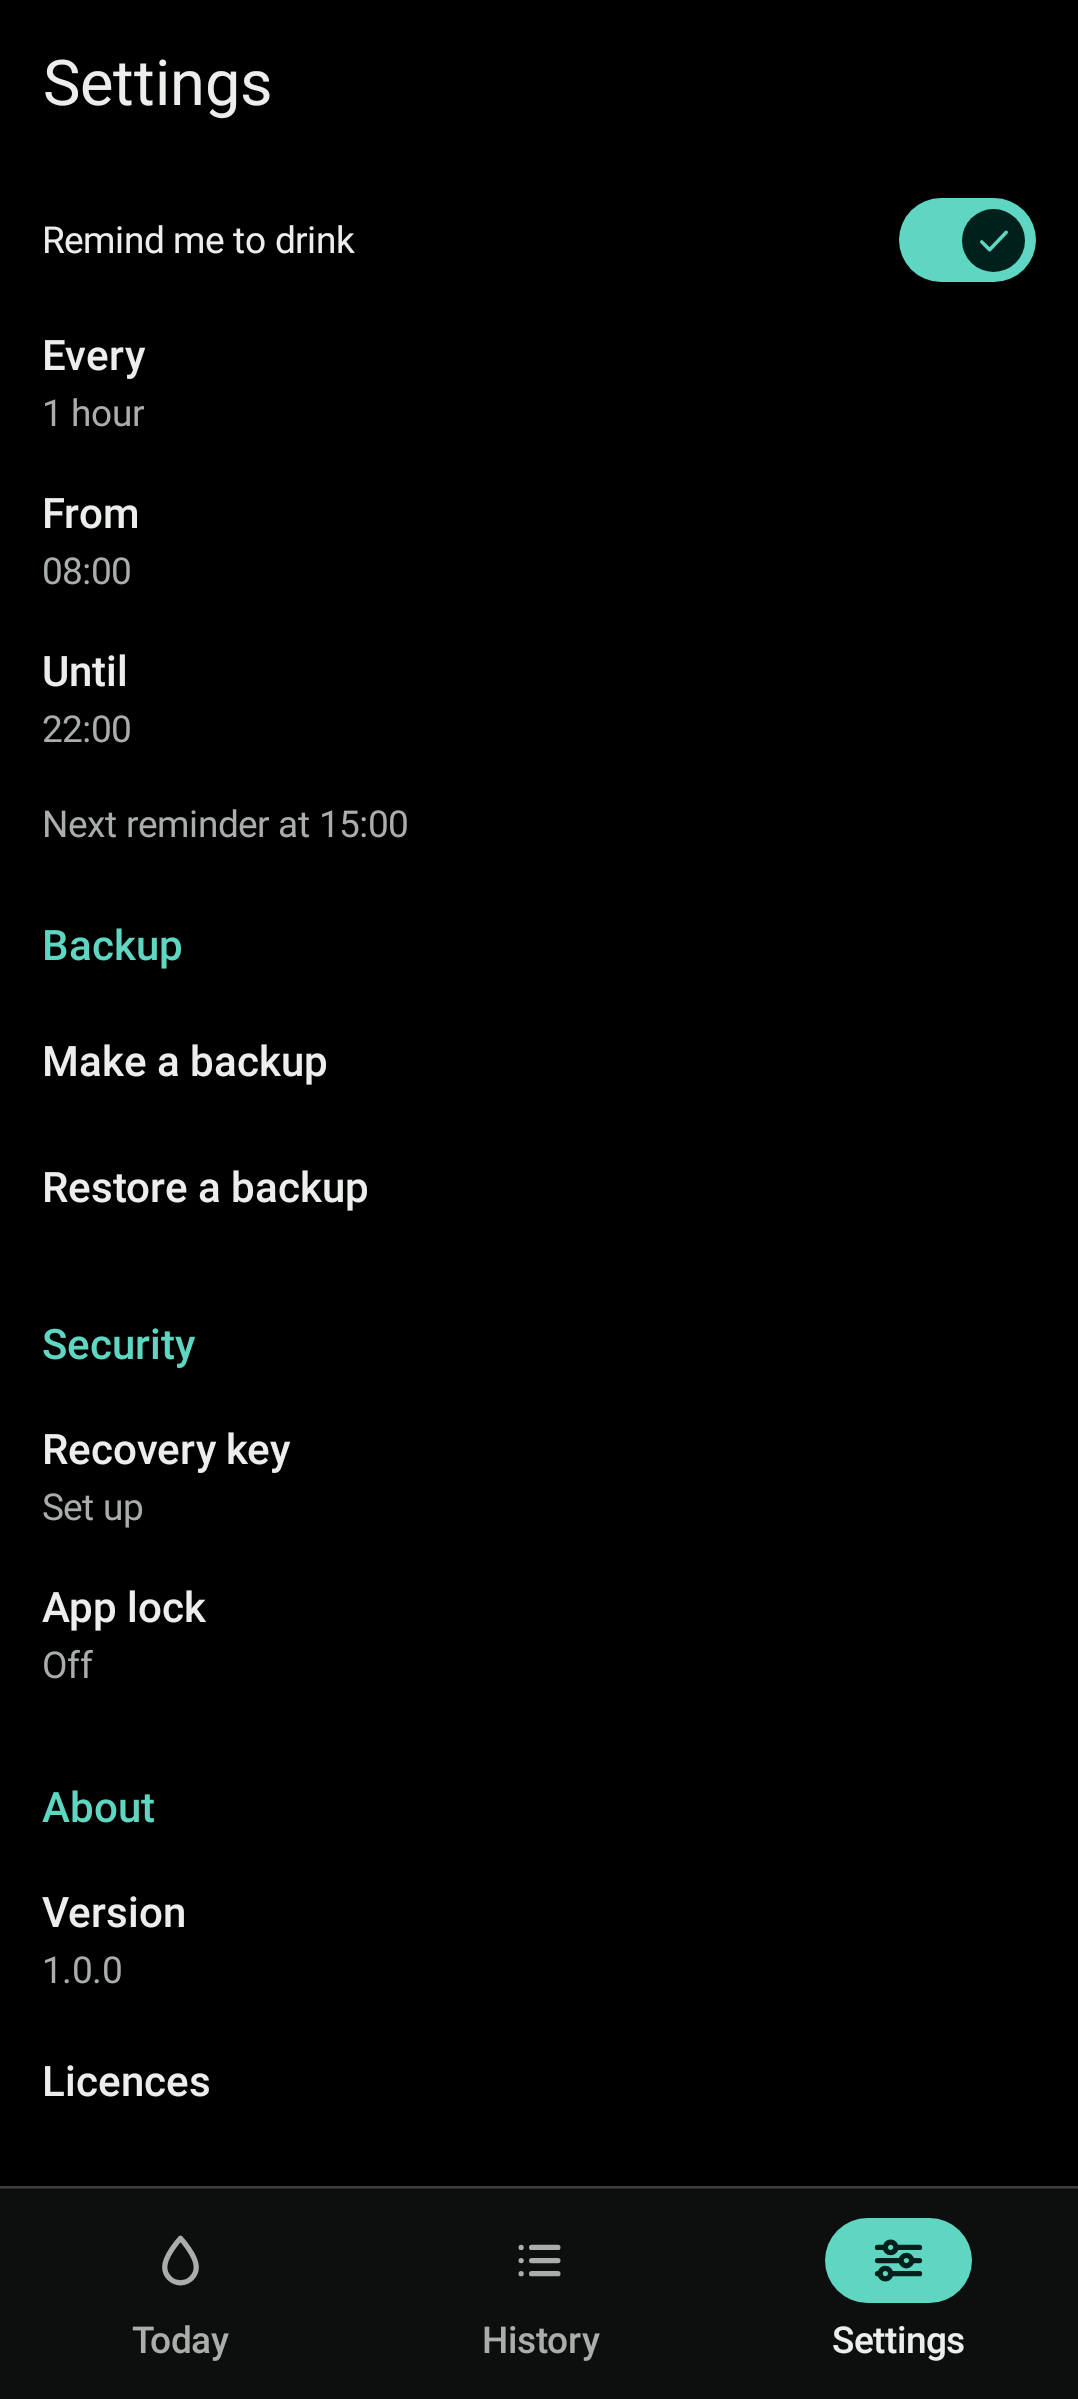 Settings
Remind me to drink
Every
1 hour
From
08:00
Until
22:00
Next reminder at 15:00
Backup
Make a backup
Restore a backup
Security
Recovery key
Set up
App lock
Off
About
Version
1.0.0
Licences
Today
History
Settings